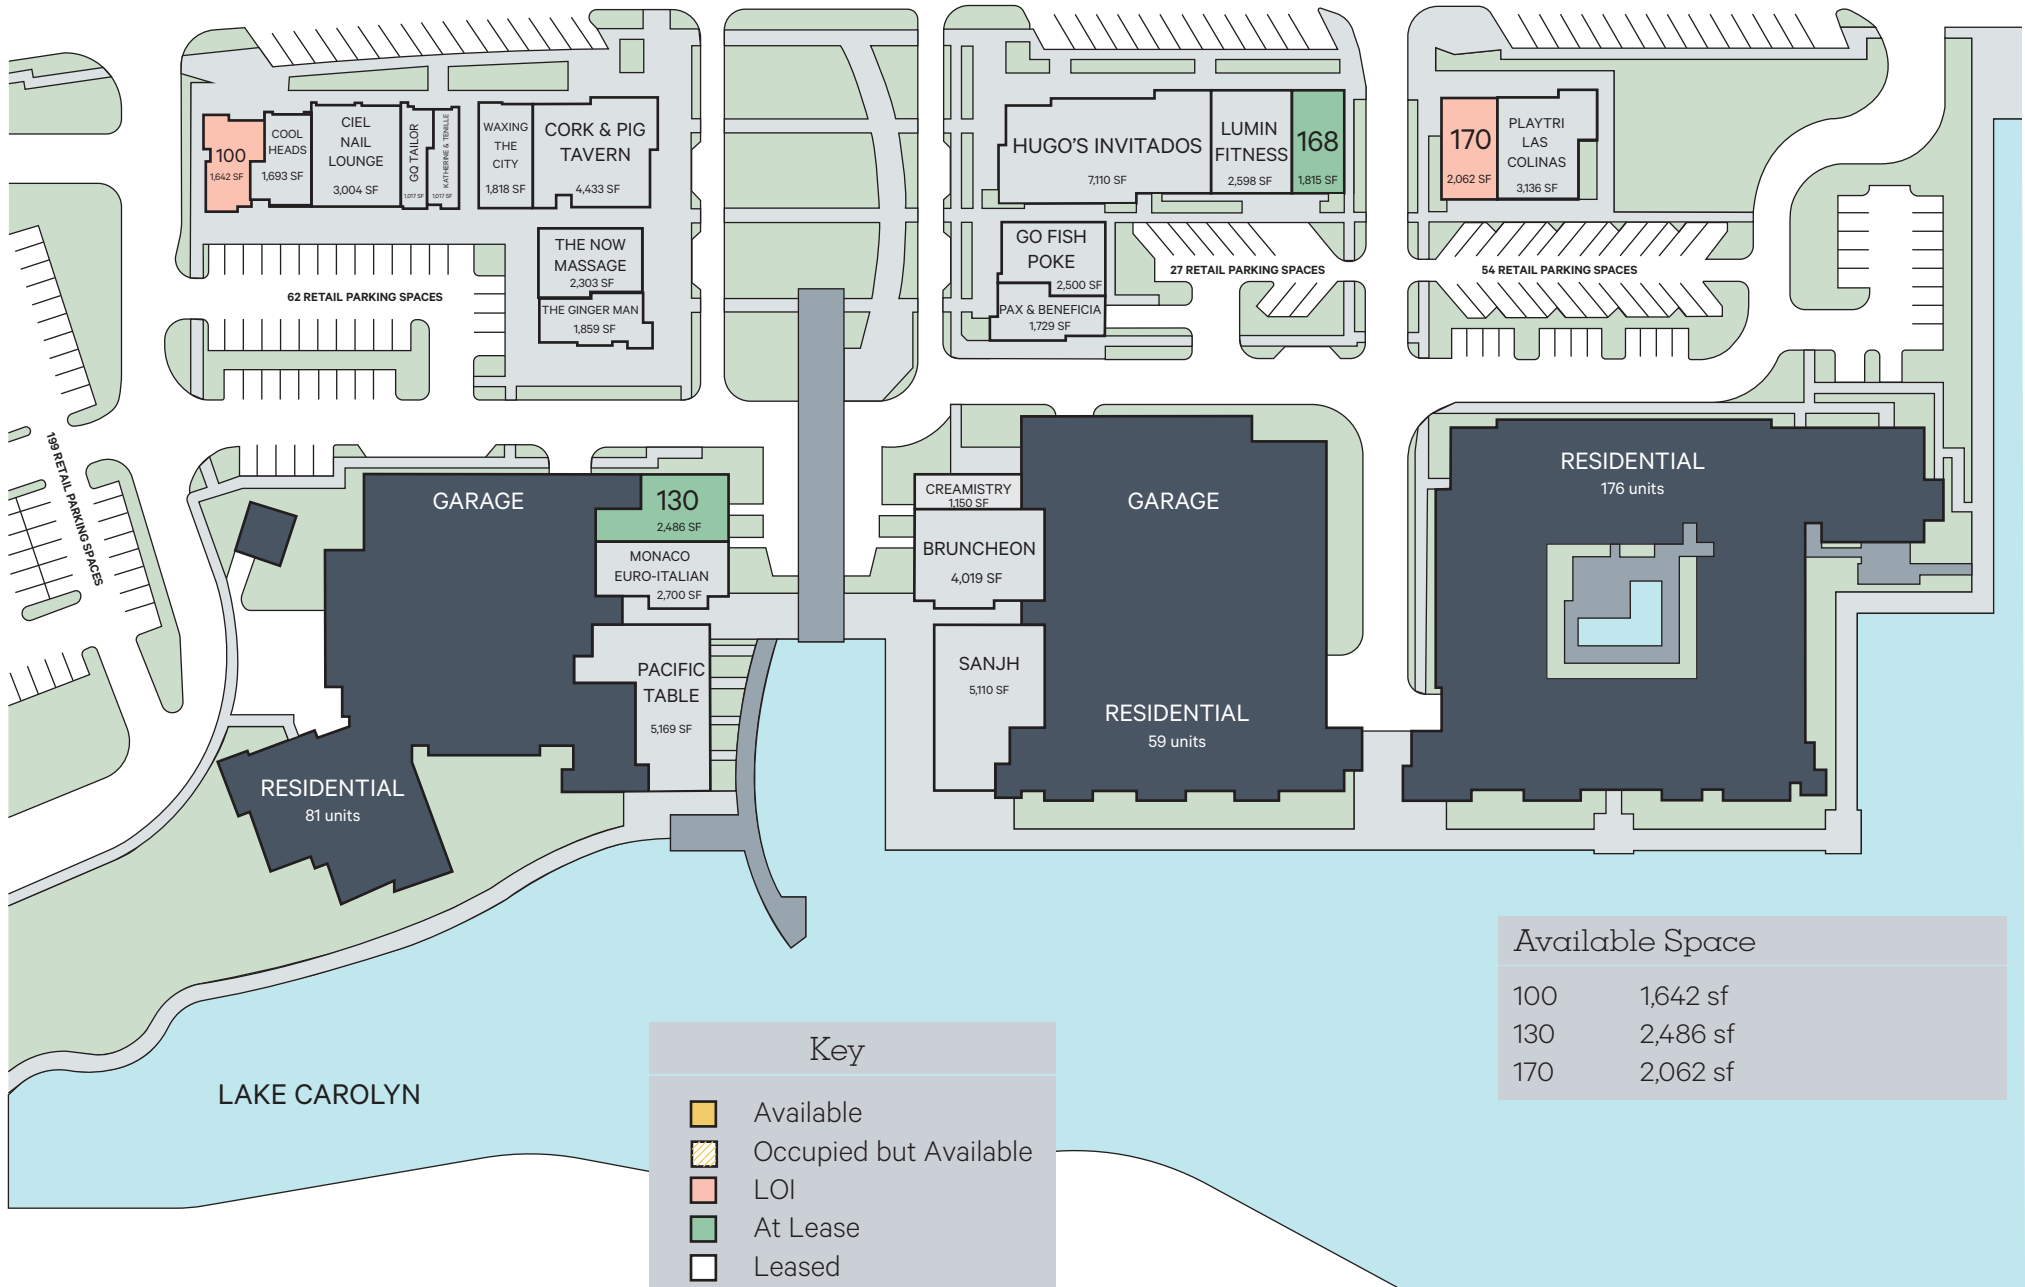 100
1,642 SF
COOL
HEADS
1,693 SF
CIEL
NAIL
LOUNGE
3,004 SF
GQ TAILOR
1,017 SF
KATHERINE & TENILLE
1,017 SF
WAXING
THE
CITY
1,818 SF
CORK & PIG
TAVERN
4,433 SF
HUGO'S INVITADOS
7,110 SF
LUMIN
FITNESS
2,598 SF
168
1,815 SF
170
2,062 SF
PLAYTRI
LAS
COLINAS
3,136 SF
THE NOW
MASSAGE
2,303 SF
THE GINGER MAN
1,859 SF
62 RETAIL PARKING SPACES
GO FISH
POKE
2,500 SF
PAX & BENEFICIA
1,729 SF
27 RETAIL PARKING SPACES
54 RETAIL PARKING SPACES
199 RETAIL PARKING SPACES
GARAGE
130
2,486 SF
MONACO
EURO-ITALIAN
2,700 SF
PACIFIC
TABLE
5,169 SF
RESIDENTIAL
81 units
CREAMISTRY
1,150 SF
BRUNCHEON
4,019 SF
SANJH
5,110 SF
GARAGE
RESIDENTIAL
59 units
RESIDENTIAL
176 units
LAKE CAROLYN
Key
Available
Occupied but Available
LOI
At Lease
Leased
Available Space
100 1,642 sf
130 2,486 sf
170 2,062 sf